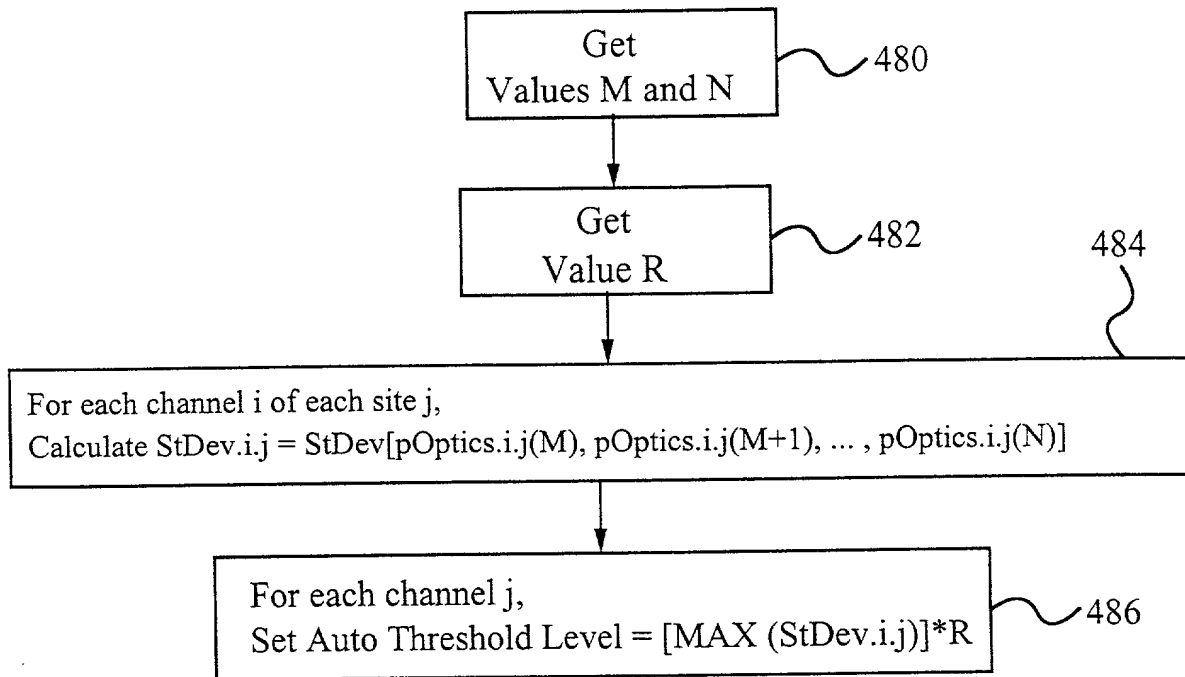 Get
Values M and N
480
Get
Value R
482
484
For each channel i of each site j,
Calculate StDev.i.j = StDev[pOptics.i.j(M), pOptics.i.j(M+1), ... , pOptics.i.j(N)]
For each channel j,
Set Auto Threshold Level = [MAX (StDev.i.j)]*R
486